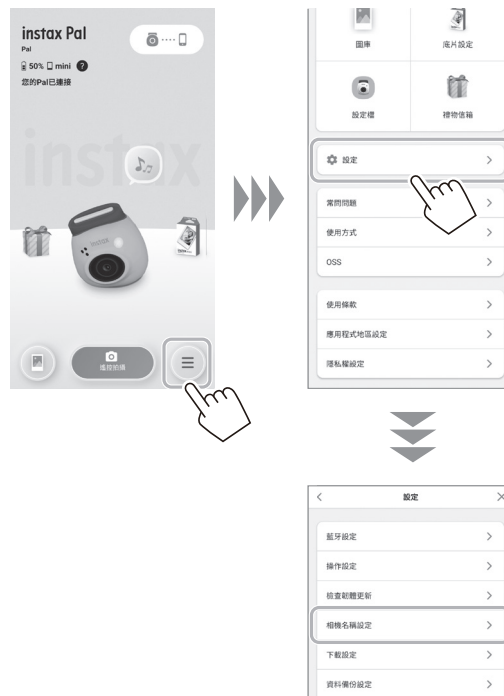 instax Pal
Pal
50% mini ?
您的Pal已連接
instax
遙控拍攝
圖庫
底片設定
設定檔
禮物信箱
設定
常問問題
使用方式
OSS
使用條款
應用程式地區設定
隱私權設定
設定
藍牙設定
操作設定
檢查韌體更新
相機名稱設定
下載設定
資料備份設定